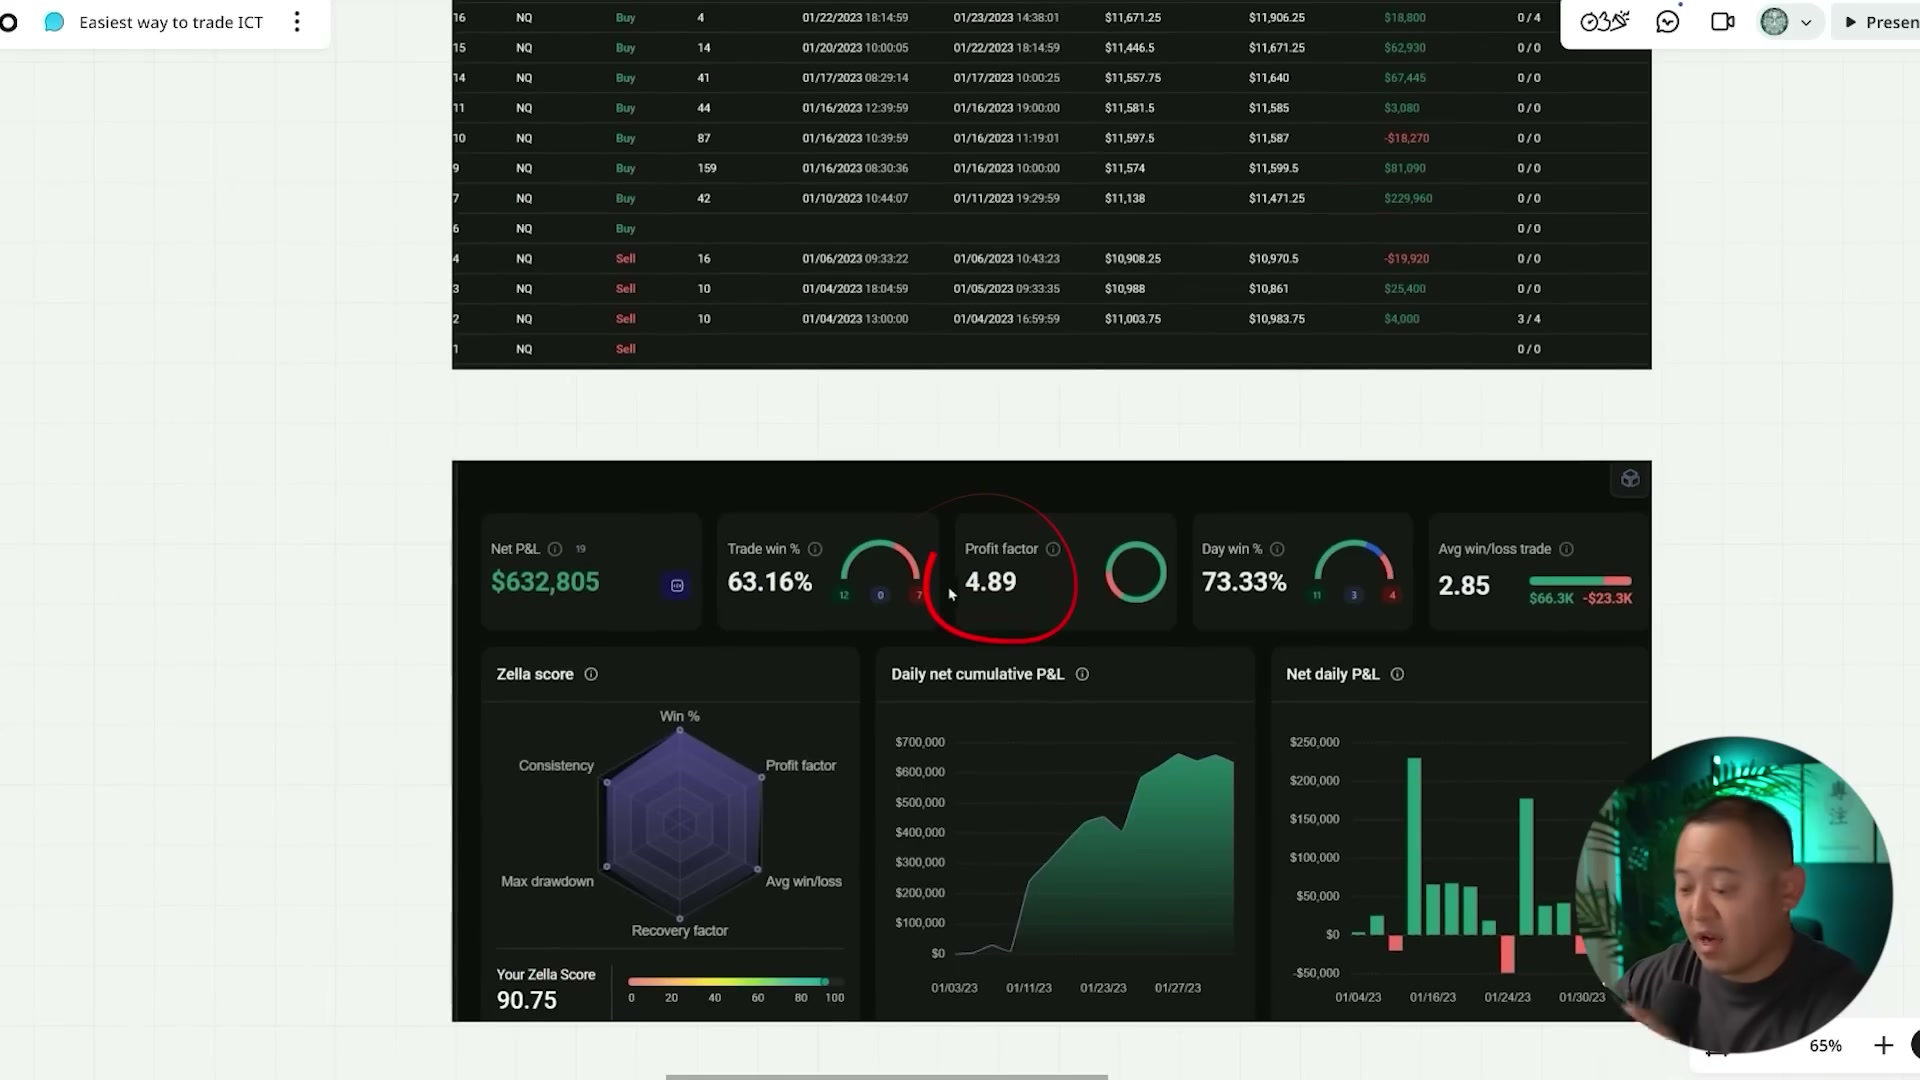 Easiest way to trade ICT
Presen
16 NQ Buy 4 01/22/2023 18:14:59 01/23/2023 14:38:01 $11,671.25 $11,906.25 $18,800 0 / 4
15 NQ Buy 14 01/20/2023 10:00:05 01/22/2023 18:14:59 $11,446.5 $11,671.25 $62,930 0 / 0
14 NQ Buy 41 01/17/2023 08:29:14 01/17/2023 10:00:25 $11,557.75 $11,640 $67,445 0 / 0
11 NQ Buy 44 01/16/2023 12:39:59 01/16/2023 19:00:00 $11,581.5 $11,585 $3,080 0 / 0
10 NQ Buy 87 01/16/2023 10:39:59 01/16/2023 11:19:01 $11,597.5 $11,587 -$18,270 0 / 0
9 NQ Buy 159 01/16/2023 08:30:36 01/16/2023 10:00:00 $11,574 $11,599.5 $81,090 0 / 0
7 NQ Buy 42 01/10/2023 10:44:07 01/11/2023 19:29:59 $11,138 $11,471.25 $229,960 0 / 0
6 NQ Buy 0 / 0
4 NQ Sell 16 01/06/2023 09:33:22 01/06/2023 10:43:23 $10,908.25 $10,970.5 -$19,920 0 / 0
3 NQ Sell 10 01/04/2023 18:04:59 01/05/2023 09:33:35 $10,988 $10,861 $25,400 0 / 0
2 NQ Sell 10 01/04/2023 13:00:00 01/04/2023 16:59:59 $11,003.75 $10,983.75 $4,000 3 / 4
1 NQ Sell 0 / 0
Net P&L 19
$632,805
Trade win %
63.16%
12 0 7
Profit factor
4.89
Day win %
73.33%
11 3 4
Avg win/loss trade
2.85
$66.3K -$23.3K
Zella score
Win %
Consistency
Profit factor
Max drawdown
Avg win/loss
Recovery factor
Your Zella Score
90.75
0 20 40 60 80 100
Daily net cumulative P&L
$700,000
$600,000
$500,000
$400,000
$300,000
$200,000
$100,000
$0
01/03/23 01/11/23 01/23/23 01/27/23
Net daily P&L
$250,000
$200,000
$150,000
$100,000
$50,000
$0
-$50,000
01/04/23 01/16/23 01/24/23 01/30/23
専
注
65%